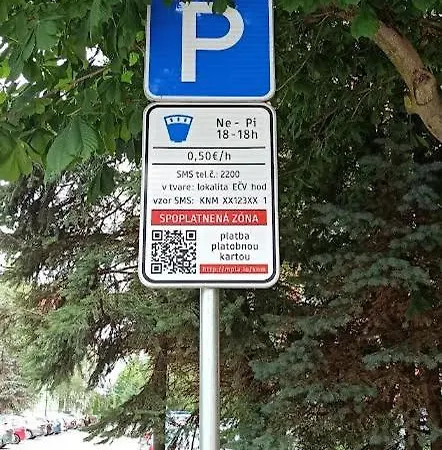 P
Ne - Pi
18-18h
0,50€/h
SMS tel.č.: 2200
v tvare: lokalita EČV hod
vzor SMS: KNM XX123XX 1
SPOPLATNENÁ ZÓNA
platba
platobnou
kartou